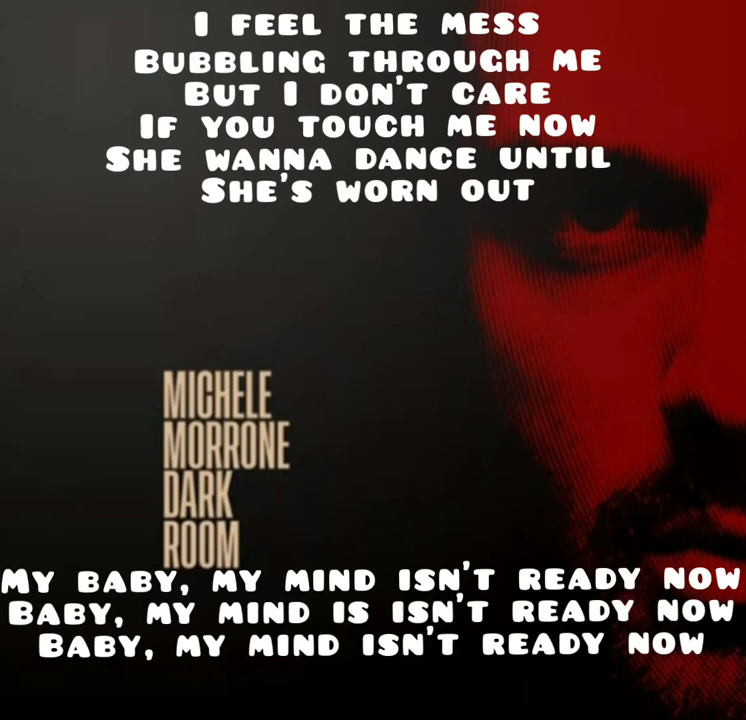 I FEEL THE MESS
BUBBLING THROUGH ME
BUT I DON'T CARE
IF YOU TOUCH ME NOW
SHE WANNA DANCE UNTIL
SHE'S WORN OUT
MICHELE
MORRONE
DARK
ROOM
MY BABY, MY MIND ISN'T READY NOW
BABY, MY MIND IS ISN'T READY NOW
BABY, MY MIND ISN'T READY NOW